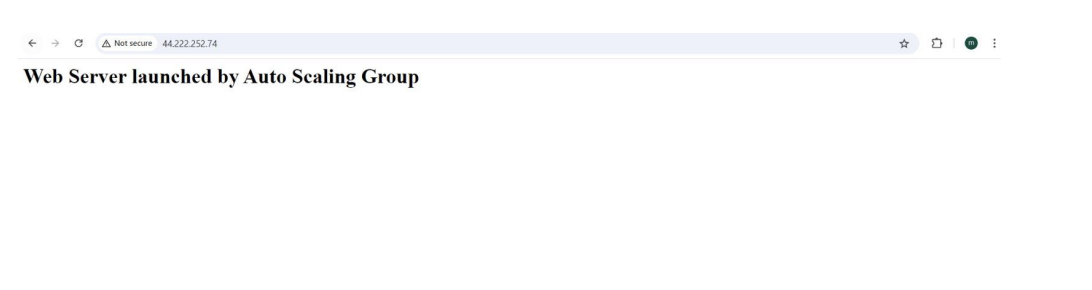 Not secure 44.222.252.74
m
Web Server launched by Auto Scaling Group